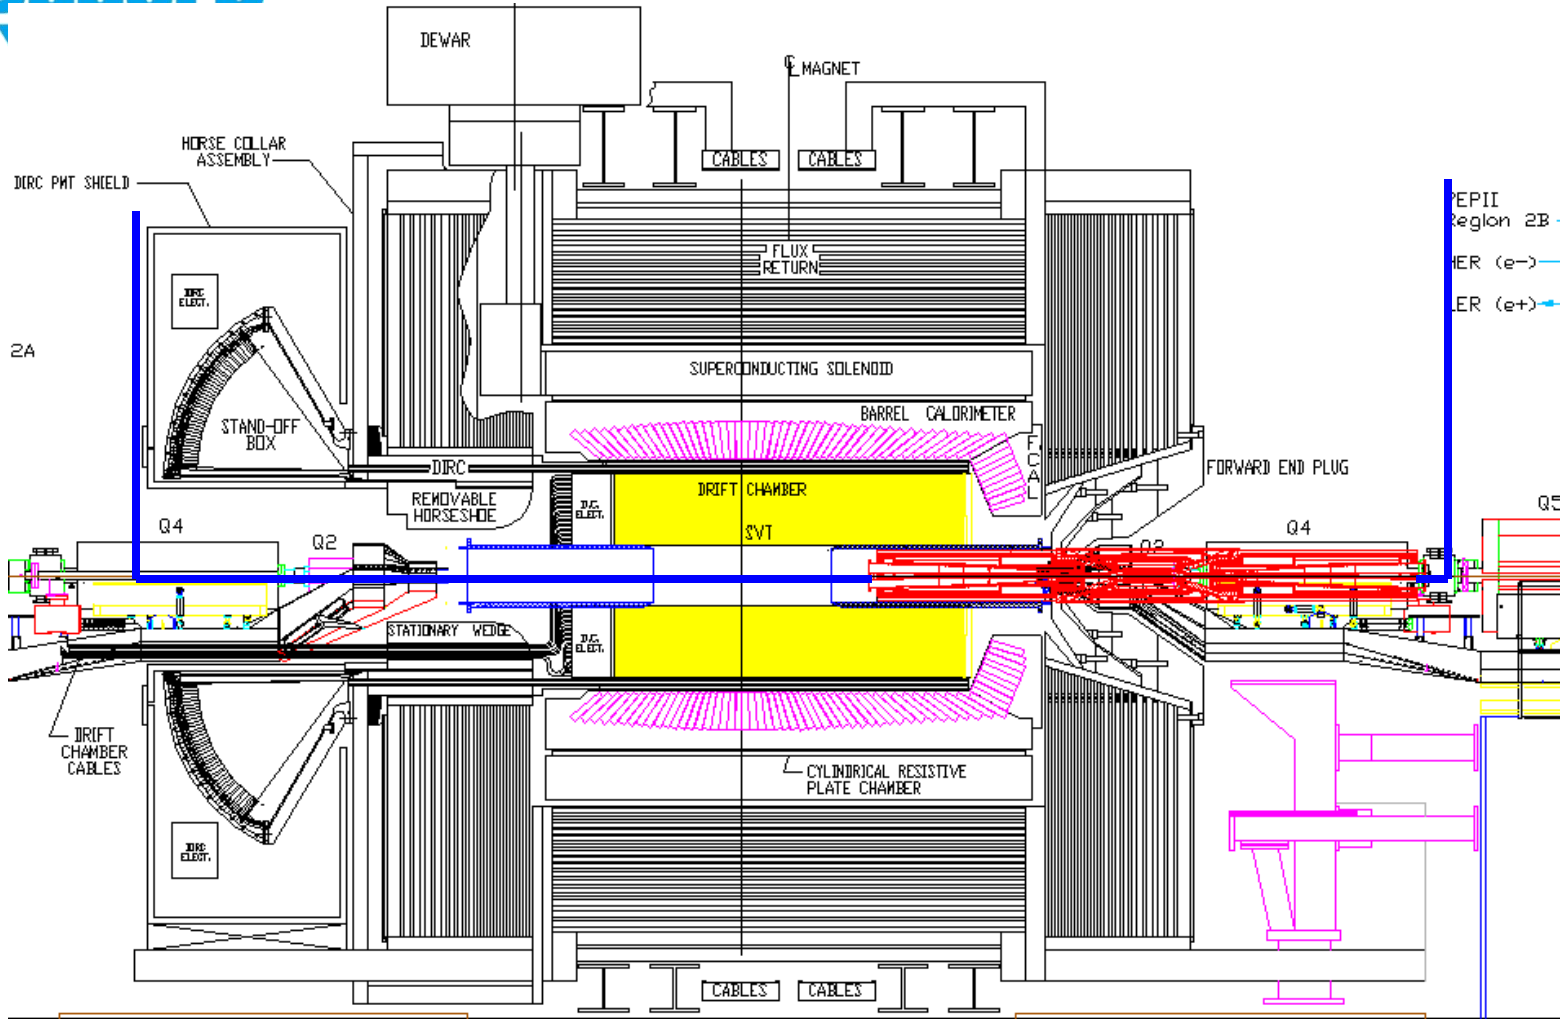 DEWAR
℄ MAGNET
HORSE COLLAR
ASSEMBLY
CABLES
CABLES
DIRC PMT SHIELD
PEPII
Region 2B
HER (e-)
LER (e+)
FLUX
RETURN
DIRC
ELECT.
2A
SUPERCONDUCTING SOLENOID
BARREL CALORIMETER
STAND-OFF
BOX
F.CAL
DIRC
FORWARD END PLUG
REMOVABLE
HORSESHOE
DRIFT CHAMBER
D.C.
ELECT.
Q4
Q2
SVT
Q4
Q5
STATIONARY WEDGE
D.C.
ELECT.
DRIFT
CHAMBER
CABLES
CYLINDRICAL RESISTIVE
PLATE CHAMBER
DIRC
ELECT.
CABLES
CABLES